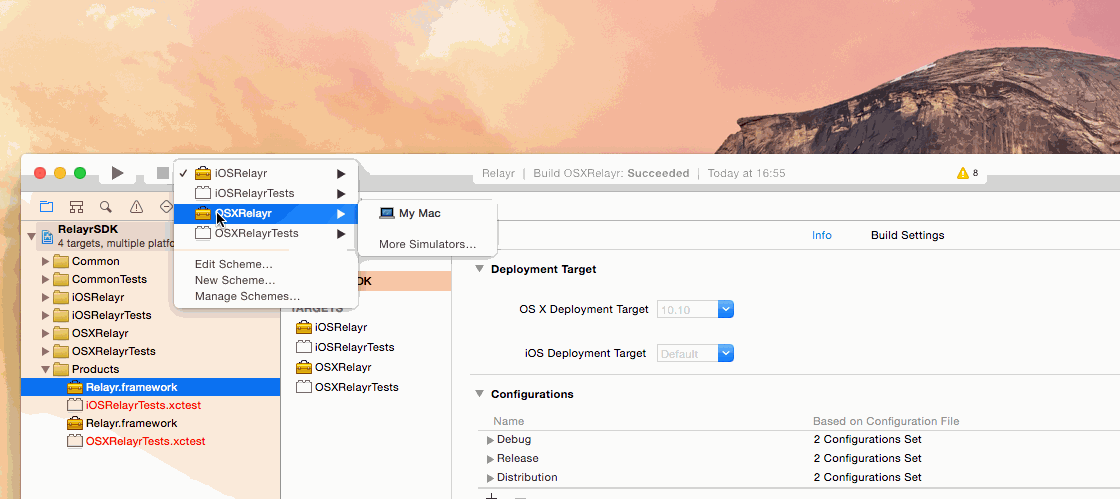 Relayr | Build OSXRelayr: Succeeded | Today at 16:55
8
iOSRelayr
iOSRelayrTests
OSXRelayr
OSXRelayrTests
Edit Scheme...
New Scheme...
Manage Schemes...
My Mac
More Simulators...
RelayrSDK
4 targets, multiple platfo
Common
CommonTests
iOSRelayr
iOSRelayrTests
OSXRelayr
OSXRelayrTests
Products
Relayr.framework
iOSRelayrTests.xctest
Relayr.framework
OSXRelayrTests.xctest
DK
TARGETS
iOSRelayr
iOSRelayrTests
OSXRelayr
OSXRelayrTests
Info Build Settings
Deployment Target
OS X Deployment Target 10.10
iOS Deployment Target Default
Configurations
Name Based on Configuration File
Debug 2 Configurations Set
Release 2 Configurations Set
Distribution 2 Configurations Set